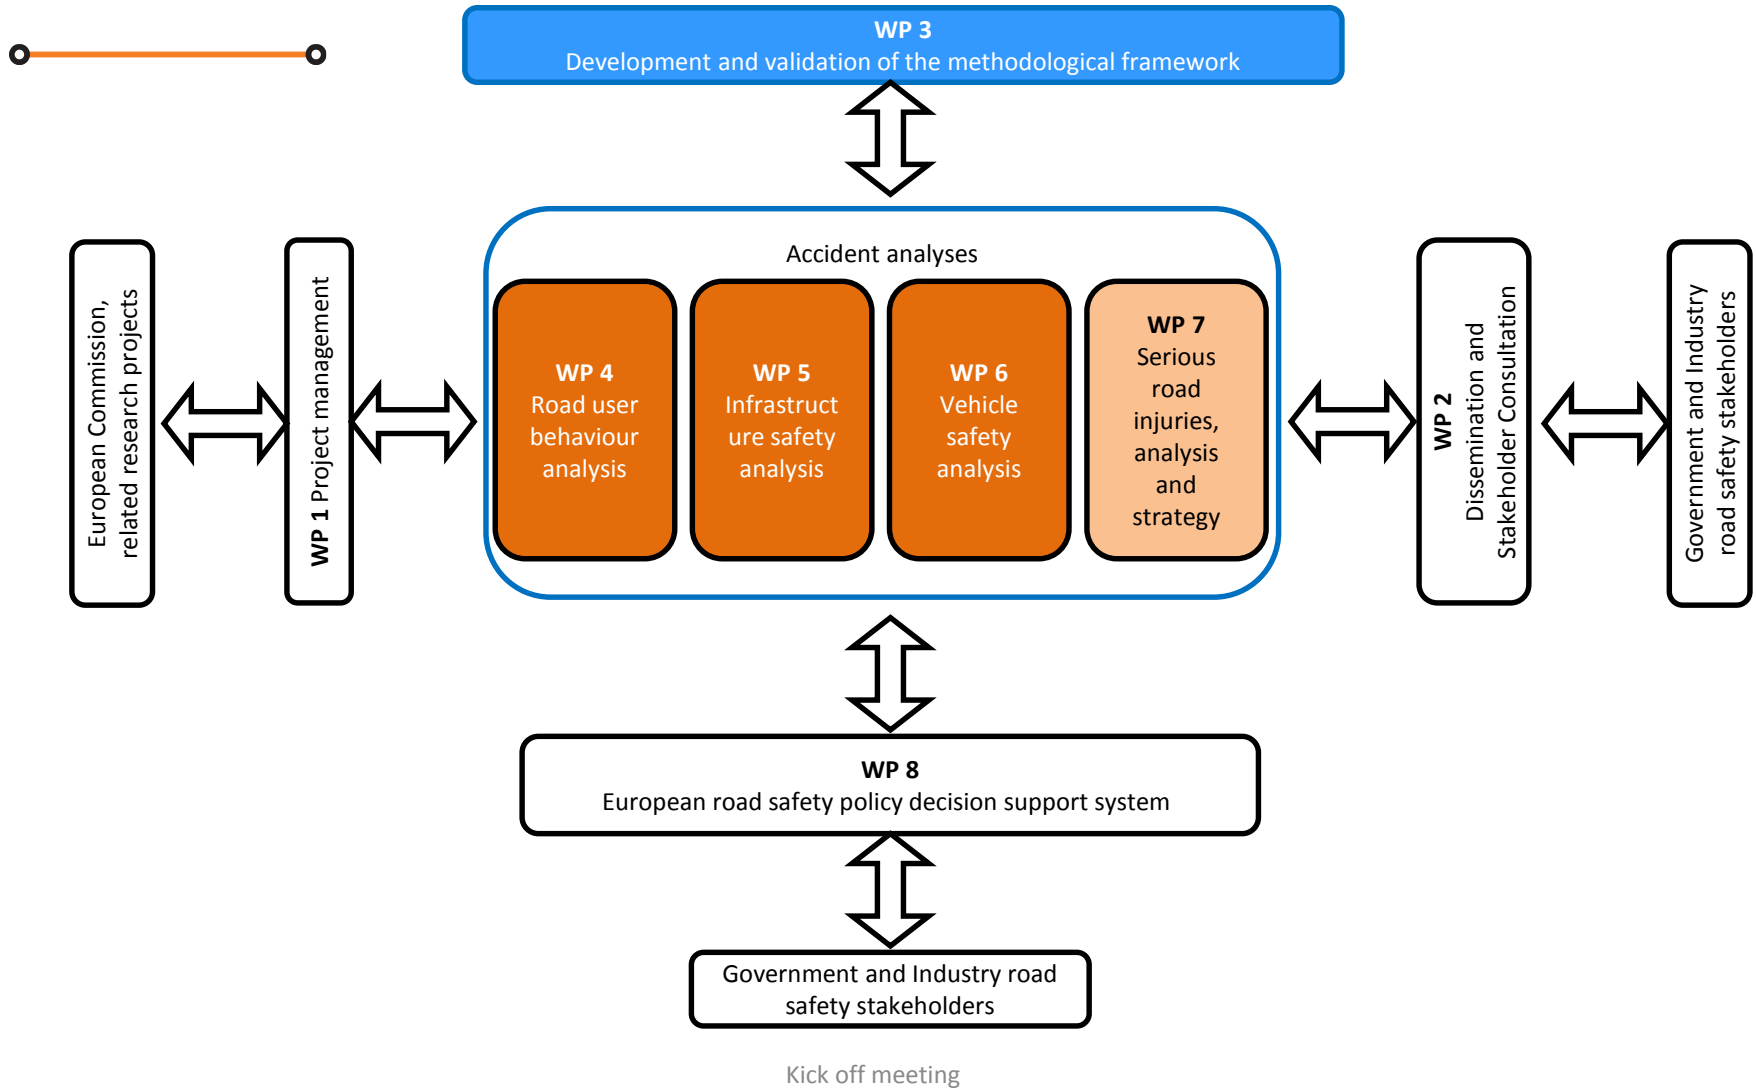 WP 3
Development and validation of the methodological framework
European Commission,
related research projects
WP 1 Project management
Accident analyses
WP 4
Road user
behaviour
analysis
WP 5
Infrastruct
ure safety
analysis
WP 6
Vehicle
safety
analysis
WP 7
Serious
road
injuries,
analysis
and
strategy
WP 2
Dissemination and
Stakeholder Consultation
Government and Industry
road safety stakeholders
WP 8
European road safety policy decision support system
Government and Industry road
safety stakeholders
Kick off meeting